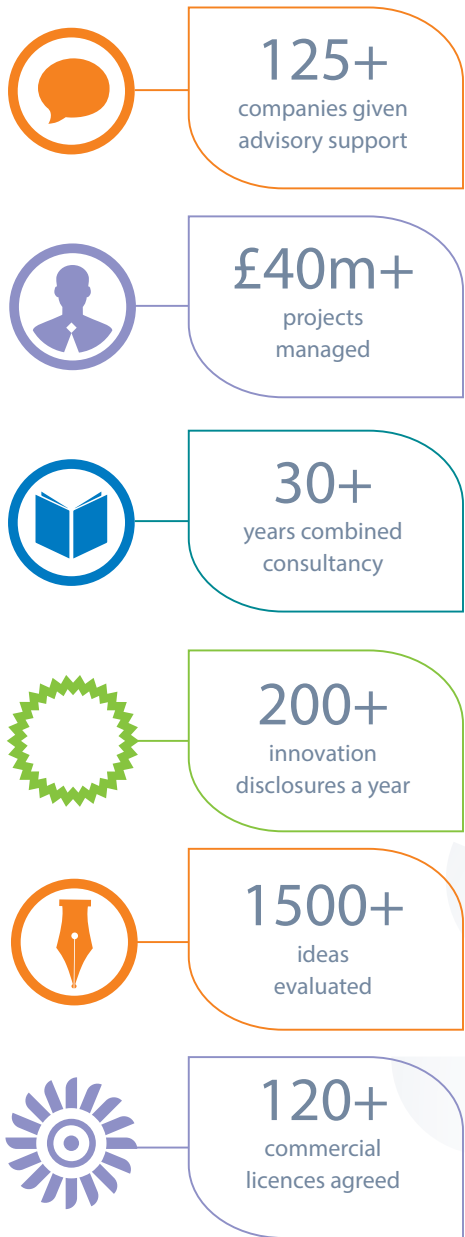 125+
companies given
advisory support
£40m+
projects
managed
30+
years combined
consultancy
200+
innovation
disclosures a year
1500+
ideas
evaluated
120+
commercial
licences agreed